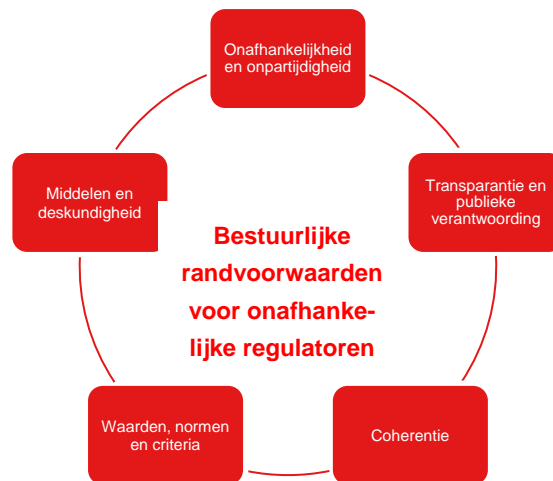 Onafhankelijkheid
en onpartijdigheid
Middelen en
deskundigheid
Transparantie en
publieke
verantwoording
Bestuurlijke
randvoorwaarden
voor onafhanke-
lijke regulatoren
Waarden, normen
en criteria
Coherentie